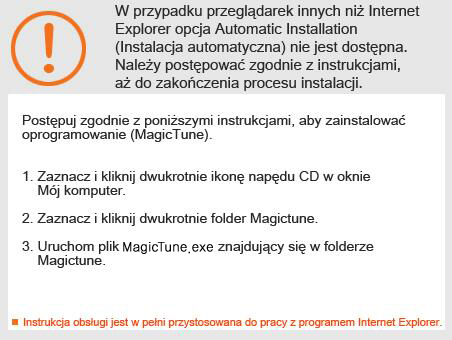 W przypadku przeglądarek innych niż Internet
Explorer opcja Automatic Installation
(Instalacja automatyczna) nie jest dostępna.
Należy postępować zgodnie z instrukcjami,
aż do zakończenia procesu instalacji.
Postępuj zgodnie z poniższymi instrukcjami, aby zainstalować
oprogramowanie (MagicTune).
1. Zaznacz i kliknij dwukrotnie ikonę napędu CD w oknie
Mój komputer.
2. Zaznacz i kliknij dwukrotnie folder Magictune.
3. Uruchom plik MagicTune.exe znajdujący się w folderze
Magictune.
Instrukcja obsługi jest w pełni przystosowana do pracy z programem Internet Explorer.